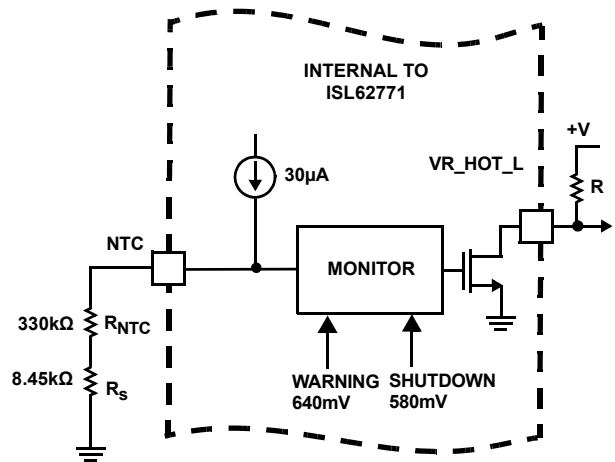 INTERNAL TO
ISL62771
+V
VR_HOT_L
R
30µA
NTC
MONITOR
330kΩ
RNTC
8.45kΩ
Rs
WARNING
640mV
SHUTDOWN
580mV